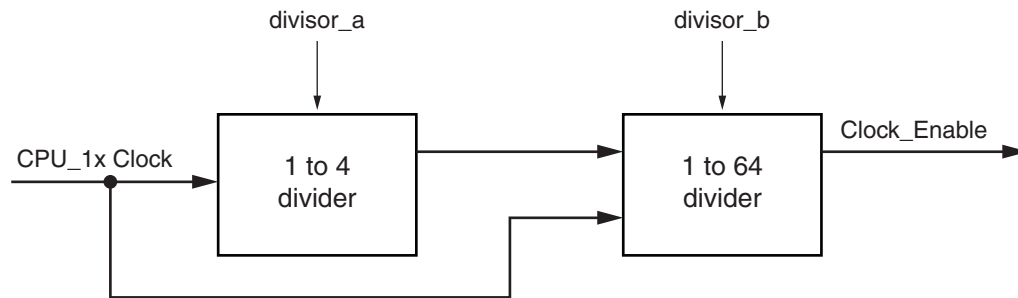 divisor_a
divisor_b
CPU_1x Clock
1 to 4
divider
1 to 64
divider
Clock_Enable